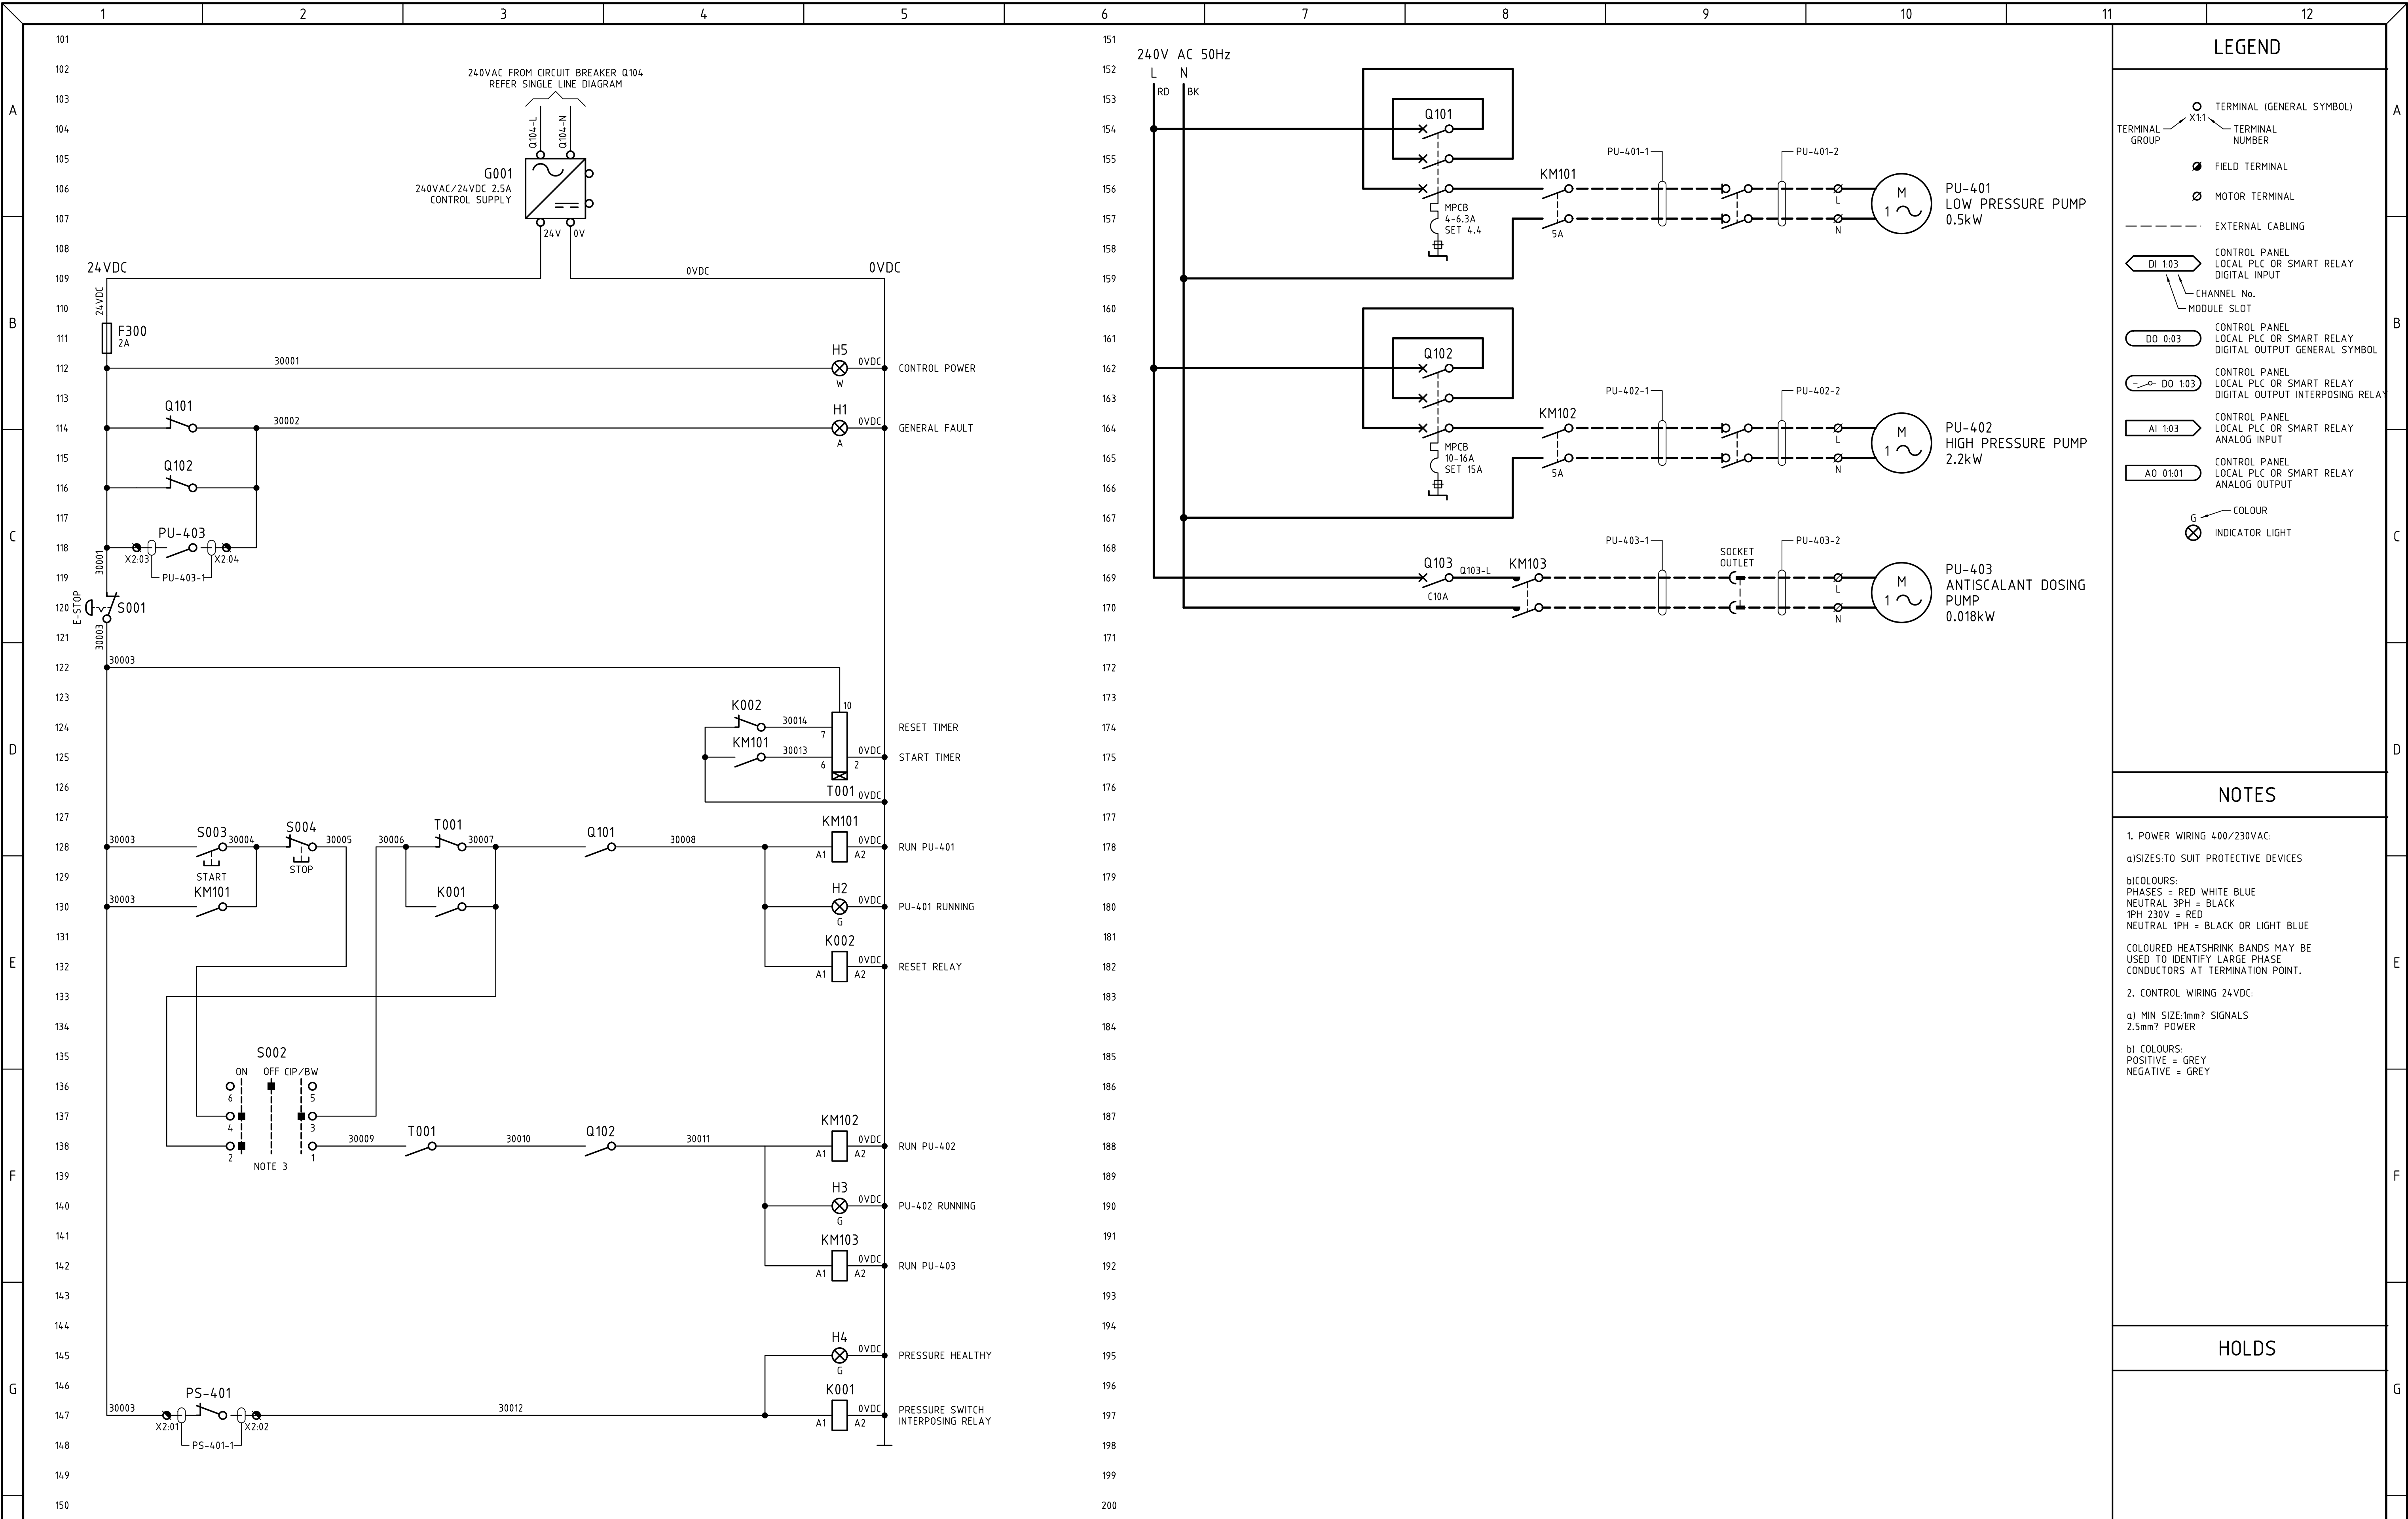 1 2 3 4 5 6 7 8 9 10 11 12
A
B
C
D
E
F
G
A
B
C
D
E
F
G
101
102
103
104
105
106
107
108
109
110
111
112
113
114
115
116
117
118
119
120
121
122
123
124
125
126
127
128
129
130
131
132
133
134
135
136
137
138
139
140
141
142
143
144
145
146
147
148
149
150
240VAC FROM CIRCUIT BREAKER Q104
REFER SINGLE LINE DIAGRAM
Q104-L
Q104-N
G001
240VAC/24VDC 2.5A
CONTROL SUPPLY
24V 0V
24VDC 0VDC 0VDC
24VDC
F300
2A
30001 H5 0VDC CONTROL POWER
W
Q101 H1
30002 0VDC GENERAL FAULT
A
Q102
PU-403
X2:03 X2:04
PU-403-1
30001
E-STOP
S001
30003
30003
K002 10
30014 RESET TIMER
7
KM101
30013 0VDC START TIMER
6 2
T001 0VDC
S003 S004 T001 Q101 KM101
30003 30004 30005 30006 30007 30008 0VDC RUN PU-401
A1 A2
START STOP
KM101 K001 H2
30003 0VDC PU-401 RUNNING
G
K002
0VDC RESET RELAY
A1 A2
S002
ON OFF CIP/BW
6 5
4 3
2 1
NOTE 3
T001 Q102 KM102
30009 30010 30011 0VDC RUN PU-402
A1 A2
H3
0VDC PU-402 RUNNING
G
KM103
0VDC RUN PU-403
A1 A2
H4
0VDC PRESSURE HEALTHY
G
PS-401 K001
30003 30012 0VDC PRESSURE SWITCH
INTERPOSING RELAY
A1 A2
X2:01 X2:02
PS-401-1
151
152
153
154
155
156
157
158
159
160
161
162
163
164
165
166
167
168
169
170
171
172
173
174
175
176
177
178
179
180
181
182
183
184
185
186
187
188
189
190
191
192
193
194
195
196
197
198
199
200
240V AC 50Hz
L N
RD BK
Q101
MPCB
4-6.3A
SET 4.4
KM101
5A
PU-401-1 PU-401-2
L
N
M
1
PU-401
LOW PRESSURE PUMP
0.5kW
Q102
MPCB
10-16A
SET 15A
KM102
5A
PU-402-1 PU-402-2
L
N
M
1
PU-402
HIGH PRESSURE PUMP
2.2kW
Q103 Q103-L KM103
C10A
PU-403-1 SOCKET
OUTLET
PU-403-2
L
N
M
1
PU-403
ANTISCALANT DOSING
PUMP
0.018kW
LEGEND
TERMINAL (GENERAL SYMBOL)
X1:1
TERMINAL
GROUP
TERMINAL
NUMBER
FIELD TERMINAL
MOTOR TERMINAL
EXTERNAL CABLING
DI 1:03
CONTROL PANEL
LOCAL PLC OR SMART RELAY
DIGITAL INPUT
CHANNEL No.
MODULE SLOT
DO 0:03
CONTROL PANEL
LOCAL PLC OR SMART RELAY
DIGITAL OUTPUT GENERAL SYMBOL
DO 1:03
CONTROL PANEL
LOCAL PLC OR SMART RELAY
DIGITAL OUTPUT INTERPOSING RELAY
AI 1:03
CONTROL PANEL
LOCAL PLC OR SMART RELAY
ANALOG INPUT
AO 01:01
CONTROL PANEL
LOCAL PLC OR SMART RELAY
ANALOG OUTPUT
COLOUR
G
INDICATOR LIGHT
NOTES
1. POWER WIRING 400/230VAC:
a)SIZES:TO SUIT PROTECTIVE DEVICES
b)COLOURS:
PHASES = RED WHITE BLUE
NEUTRAL 3PH = BLACK
1PH 230V = RED
NEUTRAL 1PH = BLACK OR LIGHT BLUE
COLOURED HEATSHRINK BANDS MAY BE
USED TO IDENTIFY LARGE PHASE
CONDUCTORS AT TERMINATION POINT.
2. CONTROL WIRING 24VDC:
a) MIN SIZE:1mm? SIGNALS
2.5mm? POWER
b) COLOURS:
POSITIVE = GREY
NEGATIVE = GREY
HOLDS